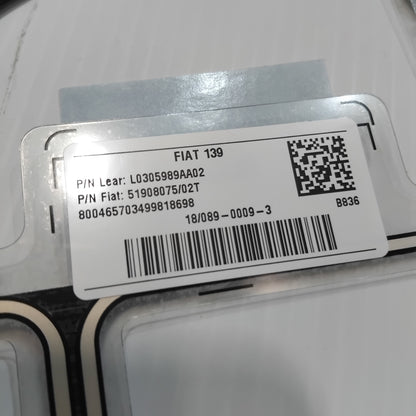 FIAT 139
P/N Lear: L0305989AA02
P/N Fiat: 51908075/02T
800465703499818698
B836
18/089-0009-3